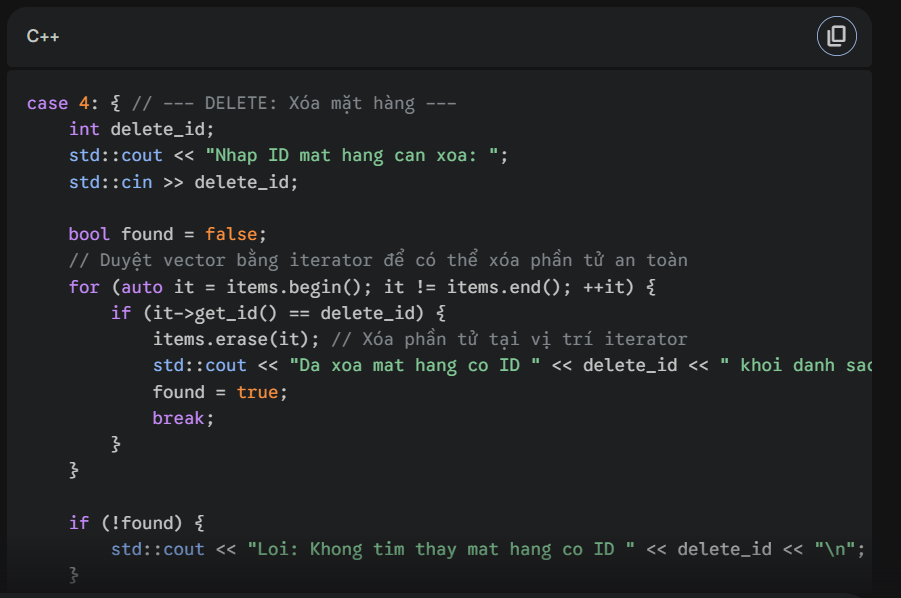 C++
case 4: { // --- DELETE: Xóa mặt hàng ---
    int delete_id;
    std::cout << "Nhap ID mat hang can xoa: ";
    std::cin >> delete_id;

    bool found = false;
    // Duyệt vector bằng iterator để có thể xóa phần tử an toàn
    for (auto it = items.begin(); it != items.end(); ++it) {
        if (it->get_id() == delete_id) {
            items.erase(it); // Xóa phần tử tại vị trí iterator
            std::cout << "Da xoa mat hang co ID " << delete_id << " khoi danh sac
            found = true;
            break;
        }
    }

    if (!found) {
        std::cout << "Loi: Khong tim thay mat hang co ID " << delete_id << "\n";
    }